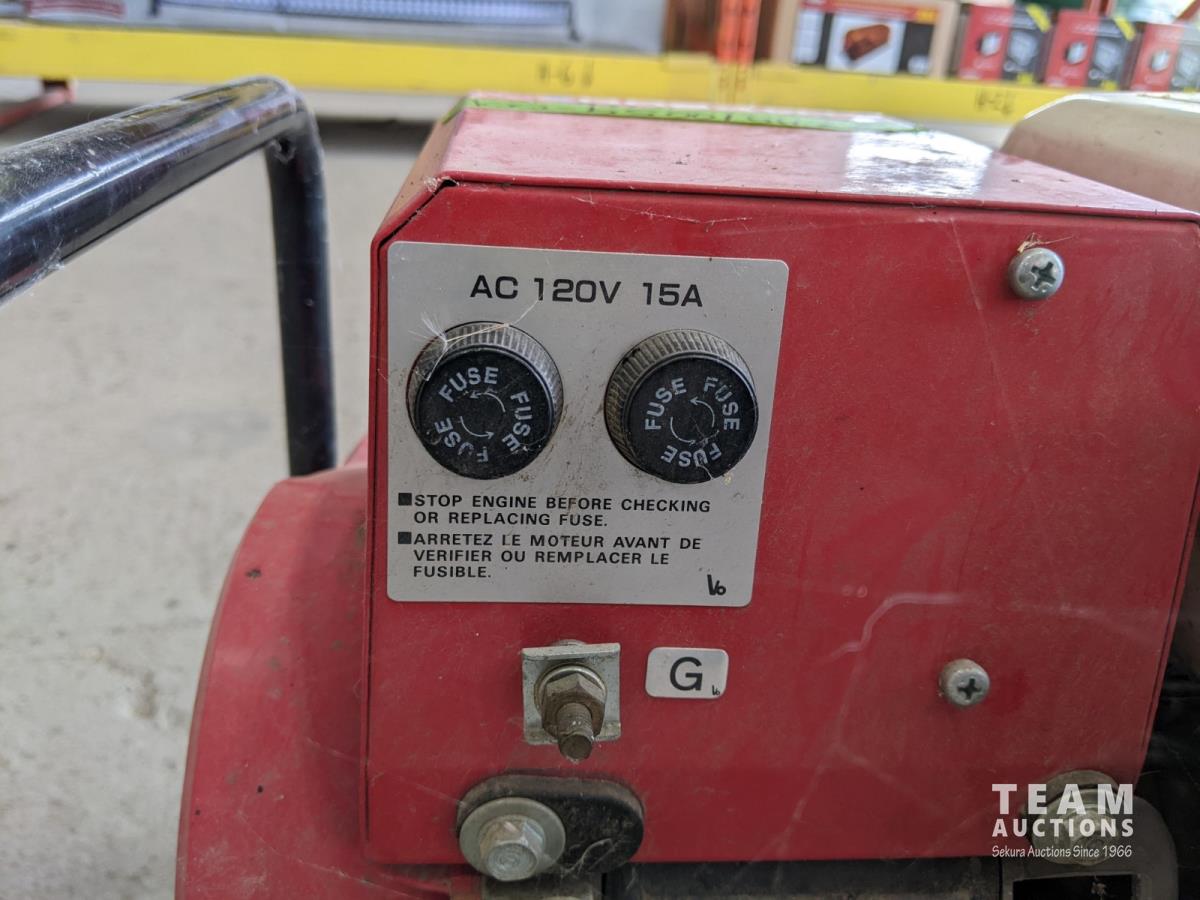 AC 120V 15A
FUSE FUSE FUSE
FUSE FUSE FUSE
■STOP ENGINE BEFORE CHECKING
OR REPLACING FUSE.
■ARRETEZ LE MOTEUR AVANT DE
VERIFIER OU REMPLACER LE
FUSIBLE.
G
TEAM
AUCTIONS
Sekura Auctions Since 1966